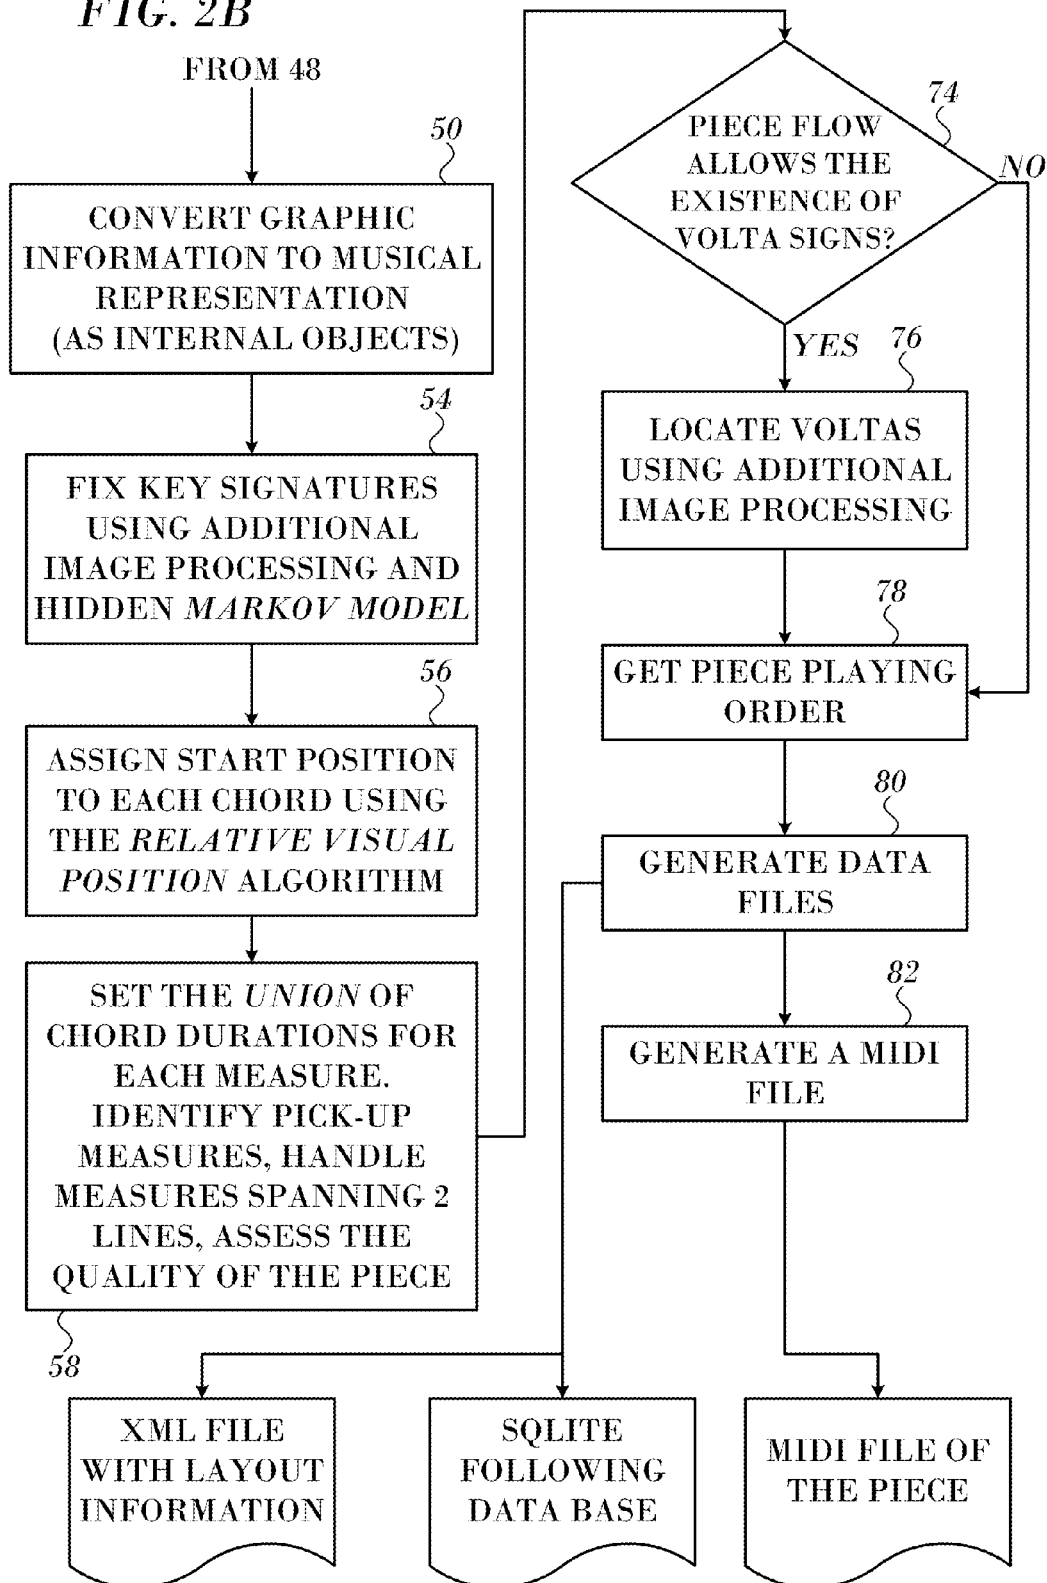 FIG. 2B
FROM 48
50
CONVERT GRAPHIC
INFORMATION TO MUSICAL
REPRESENTATION
(AS INTERNAL OBJECTS)
54
FIX KEY SIGNATURES
USING ADDITIONAL
IMAGE PROCESSING AND
HIDDEN MARKOV MODEL
56
ASSIGN START POSITION
TO EACH CHORD USING
THE RELATIVE VISUAL
POSITION ALGORITHM
SET THE UNION OF
CHORD DURATIONS FOR
EACH MEASURE.
IDENTIFY PICK-UP
MEASURES, HANDLE
MEASURES SPANNING 2
LINES, ASSESS THE
QUALITY OF THE PIECE
58
74
PIECE FLOW
ALLOWS THE
EXISTENCE OF
VOLTA SIGNS?
NO
YES
76
LOCATE VOLTAS
USING ADDITIONAL
IMAGE PROCESSING
78
GET PIECE PLAYING
ORDER
80
GENERATE DATA
FILES
82
GENERATE A MIDI
FILE
XML FILE
WITH LAYOUT
INFORMATION
SQLITE
FOLLOWING
DATA BASE
MIDI FILE OF
THE PIECE